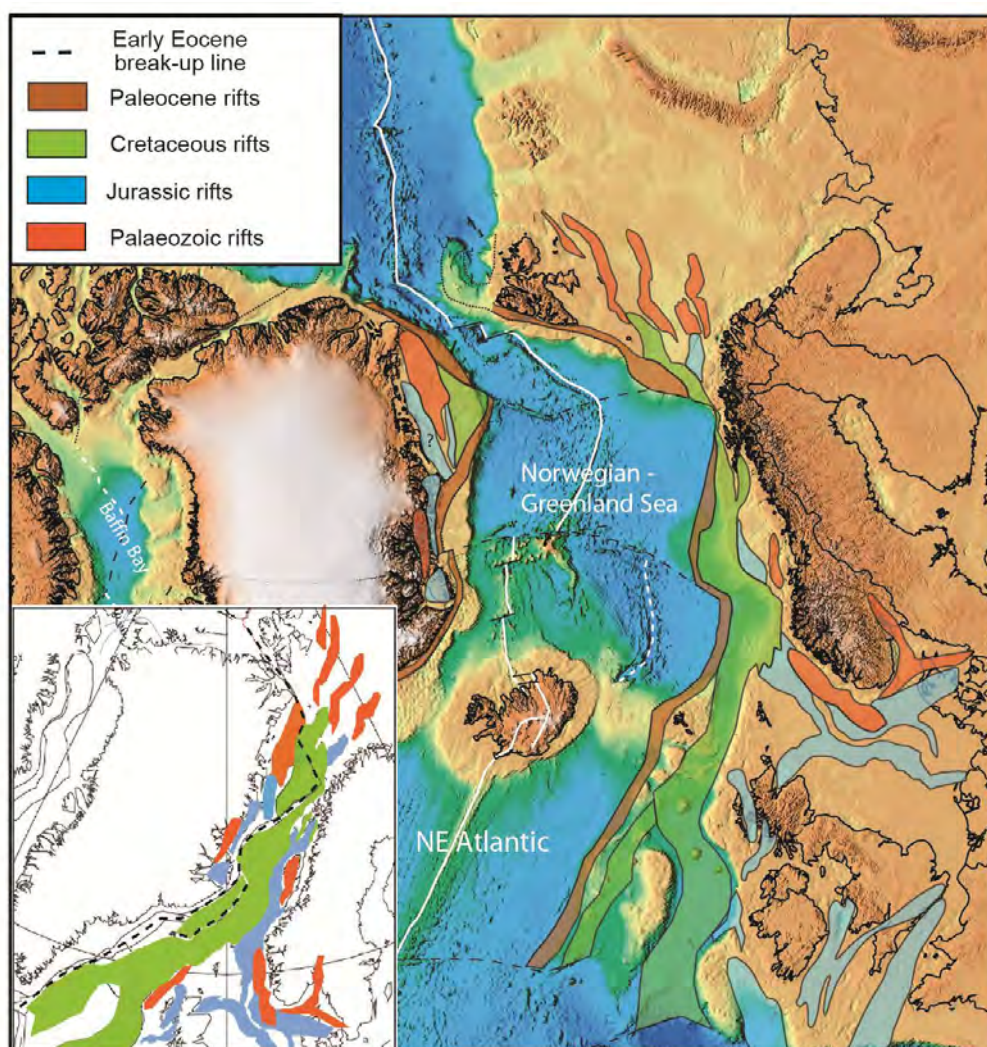 Early Eocene
break-up line
Paleocene rifts
Cretaceous rifts
Jurassic rifts
Palaeozoic rifts
?
Norwegian -
Greenland Sea
Baffin Bay
NE Atlantic